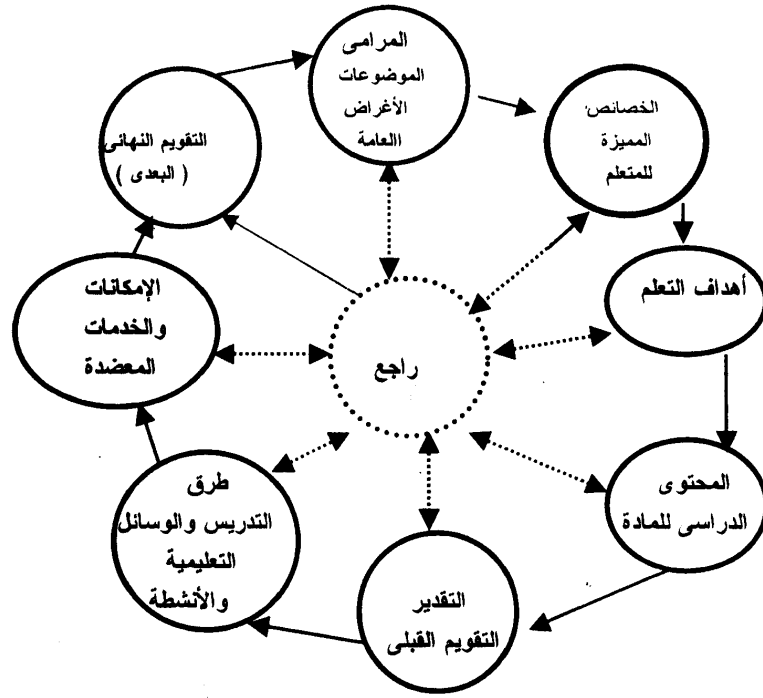 المرامى
الموضوعات
الأغراض
االعامة
الخصائص
المميزة
للمتعلم
أهداف التعلم
المحتوى
الدراسى للمادة
التقدير
التقويم القبلى
طرق
التدريس والوسائل
التعليمية
والأنشطة
الإمكانات
والخدمات
المعضدة
التقويم النهائى
( البعدى )
راجع